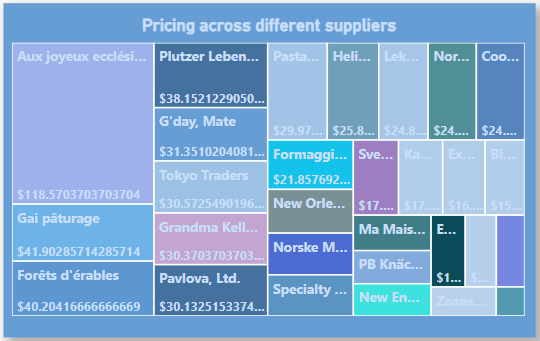 Pricing across different suppliers
Aux joyeux ecclési...
$118.5703703703704
Gai pâturage
$41.90285714285714
Forêts d'érables
$40.20416666666669
Plutzer Leben...
$38.1521229050...
G'day, Mate
$31.3510204081...
Tokyo Traders
$30.5725490196...
Grandma Kell...
$30.3703703703...
Pavlova, Ltd.
$30.1325153374...
Pasta...
$29.97...
Heli...
$25.8...
Lek...
$24.8...
Nor...
$24....
Coo...
$24....
Formaggi...
$21.857692...
New Orle...
Norske M...
Specialty ...
Sve...
$17....
Ka...
$17....
Ex...
$16....
Bi...
$15....
Ma Mais...
PB Knäc...
New En...
E...
$1...
$...
Zaans...